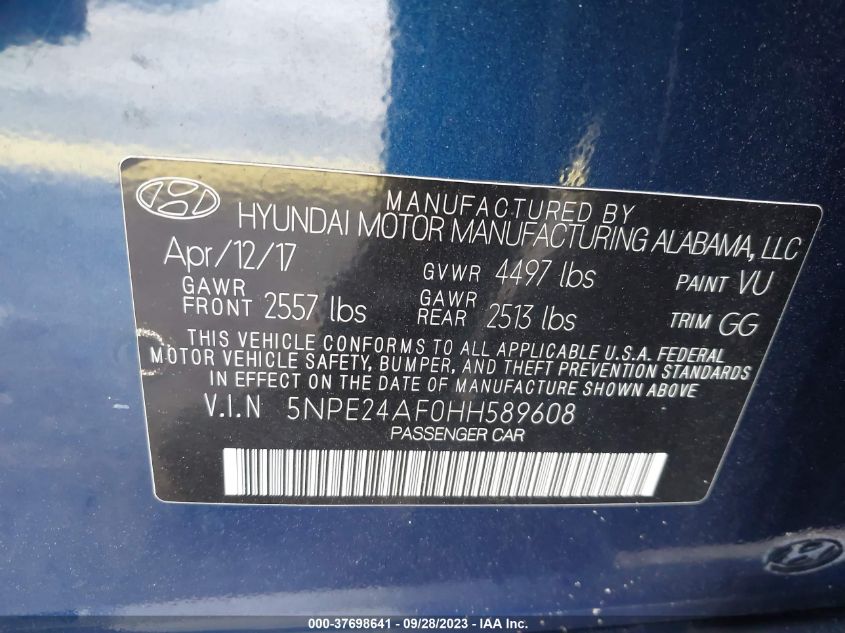 MANUFACTURED BY
HYUNDAI MOTOR MANUFACTURING ALABAMA, LLC
Apr/12/17 GVWR 4497 lbs PAINT VU
GAWR FRONT 2557 lbs GAWR REAR 2513 lbs TRIM GG
THIS VEHICLE CONFORMS TO ALL APPLICABLE U.S.A. FEDERAL
MOTOR VEHICLE SAFETY, BUMPER, AND THEFT PREVENTION STANDARDS
IN EFFECT ON THE DATE OF MANUFACTURE SHOWN ABOVE
V.I.N 5NPE24AF0HH589608
PASSENGER CAR
000-37698641 - 09/28/2023 - IAA Inc.